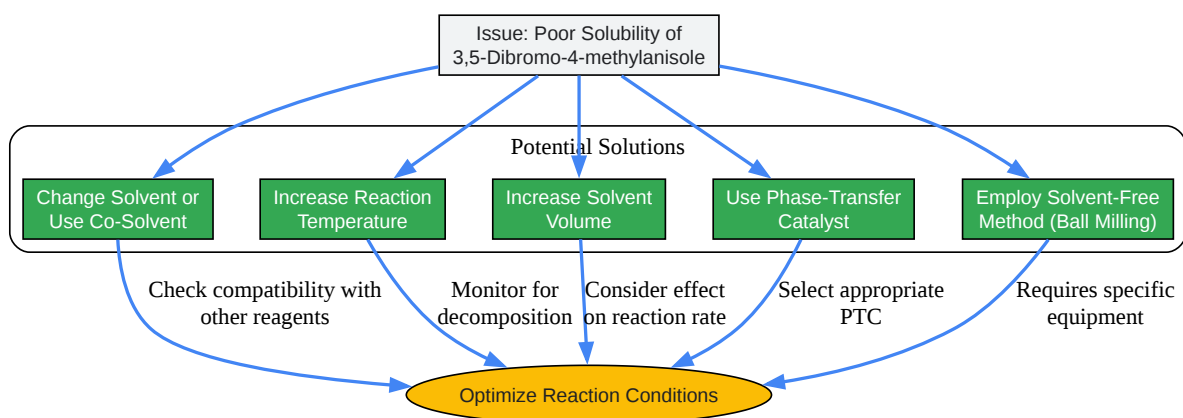 Issue: Poor Solubility of
3,5-Dibromo-4-methylanisole
Potential Solutions
Change Solvent or
Use Co-Solvent
Increase Reaction
Temperature
Increase Solvent
Volume
Use Phase-Transfer
Catalyst
Employ Solvent-Free
Method (Ball Milling)
Check compatibility with
other reagents
Monitor for
decomposition
Consider effect
on reaction rate
Select appropriate
PTC
Requires specific
equipment
Optimize Reaction Conditions